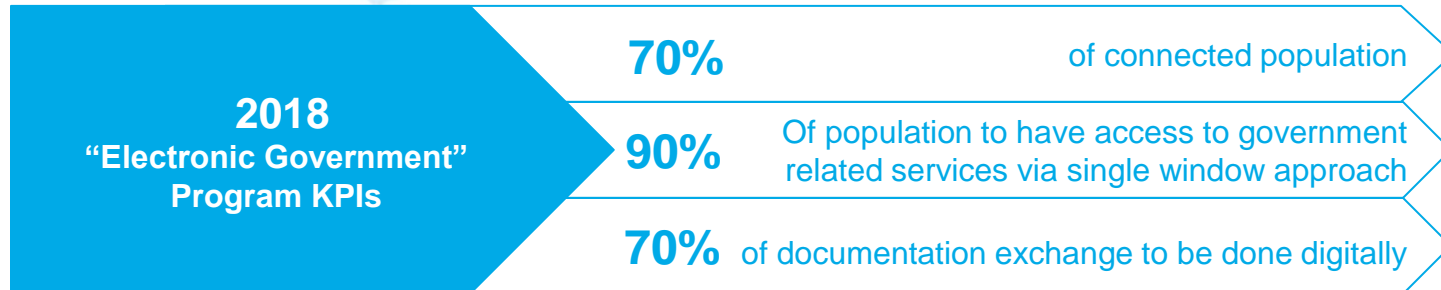 2018
“Electronic Government”
Program KPIs
70%
of connected population
90%
Of population to have access to government
related services via single window approach
70%
of documentation exchange to be done digitally